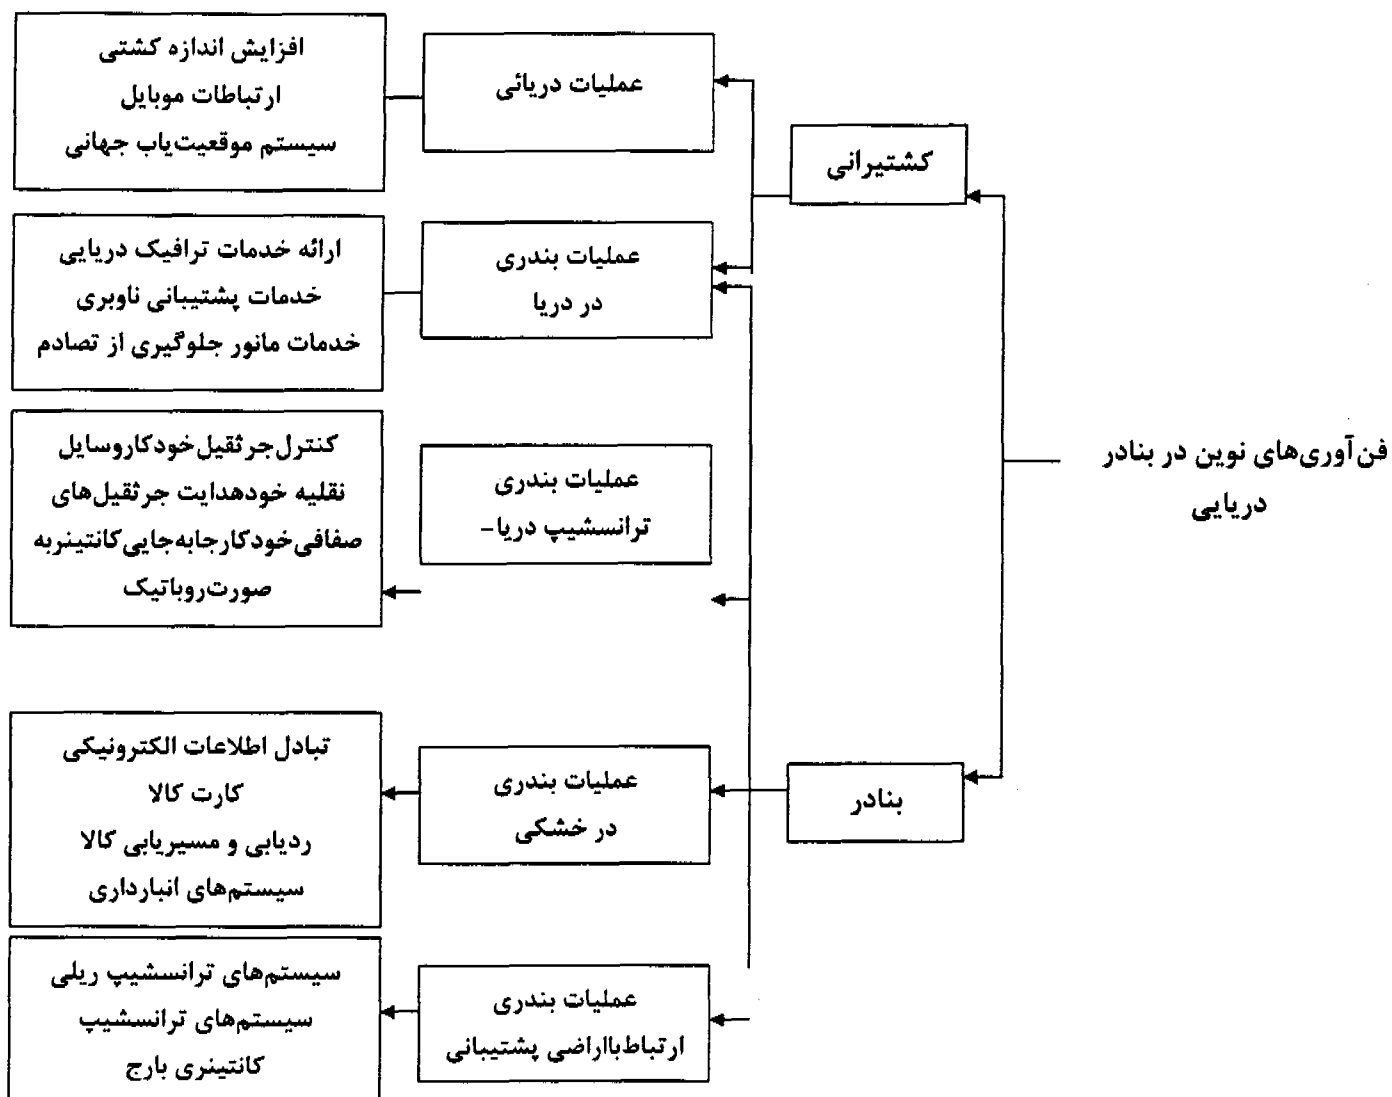 فن‌آوری‌های نوین در بنادر
دریایی
کشتیرانی
بنادر
عملیات دریائی
عملیات بندری
در دریا
عملیات بندری
ترانسشیپ دریا–
عملیات بندری
در خشکی
عملیات بندری
ارتباط‌بااراضی پشتیبانی
افزایش اندازه کشتی
ارتباطات موبایل
سیستم موقعیت‌یاب جهانی
ارائه خدمات ترافیک دریایی
خدمات پشتیبانی ناوبری
خدمات مانور جلوگیری از تصادم
کنترل‌جرثقیل‌خودکاروسایل
نقلیه خودهدایت جرثقیل‌های
صفافی‌خودکارجابه‌جایی‌کانتینربه
صورت‌روباتیک
تبادل اطلاعات الکترونیکی
کارت کالا
ردیابی و مسیریابی کالا
سیستم‌های انبارداری
سیستم‌های ترانسشیپ ریلی
سیستم‌های ترانسشیپ
کانتینری بارج